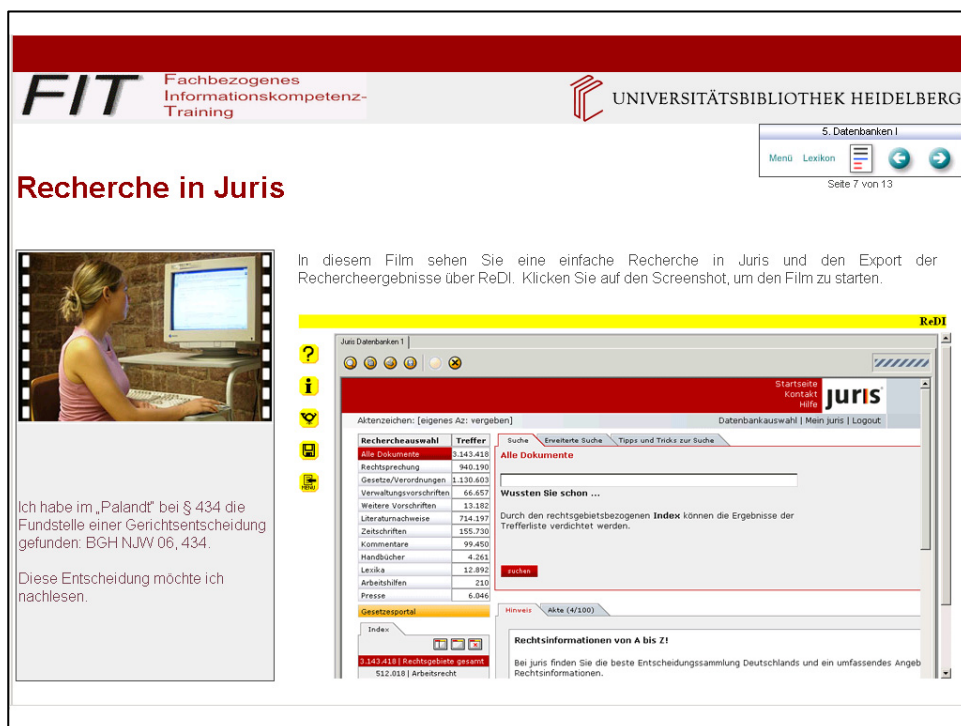 FIT
Fachbezogenes
Informationskompetenz-
Training
UNIVERSITÄTSBIBLIOTHEK HEIDELBERG
5. Datenbanken I
Menü Lexikon
Seite 7 von 13
Recherche in Juris
In diesem Film sehen Sie eine einfache Recherche in Juris und den Export der
Rechercheergebnisse über ReDI. Klicken Sie auf den Screenshot, um den Film zu starten.
Ich habe im „Palandt" bei § 434 die
Fundstelle einer Gerichtsentscheidung
gefunden: BGH NJW 06, 434.
Diese Entscheidung möchte ich
nachlesen.
ReDI
?
i
MENU
Juris Datenbanken 1
Startseite
Kontakt
Hilfe
juris
Aktenzeichen: [eigenes Az: vergeben]
Datenbankauswahl | Mein juris | Logout
Rechercheauswahl Treffer
Alle Dokumente 3.143.418
Rechtsprechung 940.190
Gesetze/Verordnungen 1.130.603
Verwaltungsvorschriften 66.657
Weitere Vorschriften 13.182
Literaturnachweise 714.197
Zeitschriften 155.730
Kommentare 99.450
Handbücher 4.261
Lexika 12.892
Arbeitshilfen 210
Presse 6.046
Gesetzesportal
Index
3.143.418 | Rechtsgebiete gesamt
512.018 | Arbeitsrecht
Suche Erweiterte Suche Tipps und Tricks zur Suche
Alle Dokumente
Wussten Sie schon ...
Durch den rechtsgebietsbezogenen Index können die Ergebnisse der
Trefferliste verdichtet werden.
suchen
Hinweis Akte (4/100)
Rechtsinformationen von A bis Z!
Bei juris finden Sie die beste Entscheidungssammlung Deutschlands und ein umfassendes Angeb
Rechtsinformationen.